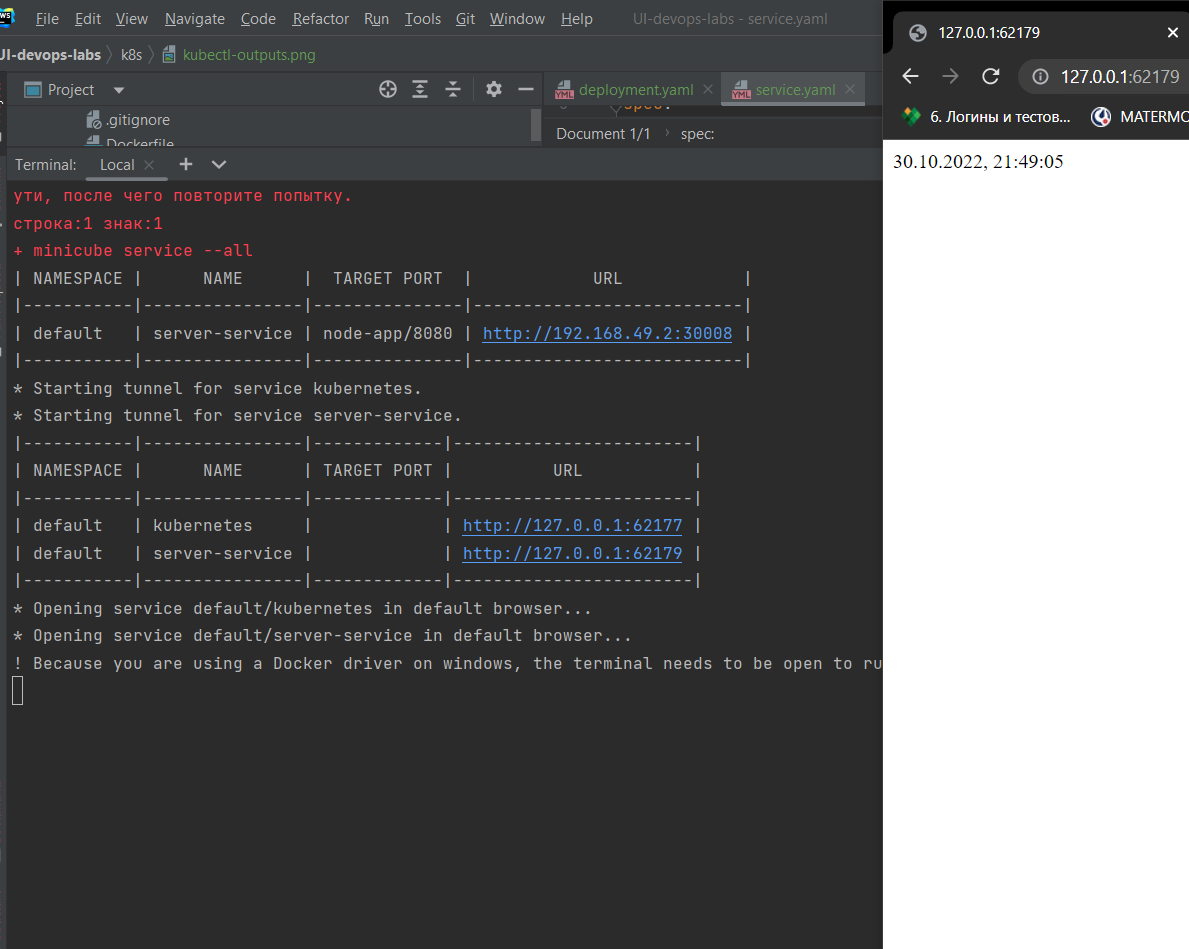 WS File Edit View Navigate Code Refactor Run Tools Git Window Help UI-devops-labs - service.yaml
UI-devops-labs k8s kubectl-outputs.png
Project
deployment.yaml service.yaml
.gitignore
spec:
Dockerfile
Document 1/1 spec:
Terminal: Local
ути, после чего повторите попытку.
строка:1 знак:1
+ minicube service --all
| NAMESPACE | NAME | TARGET PORT | URL |
|-----------|----------------|---------------|---------------------------|
| default | server-service | node-app/8080 | http://192.168.49.2:30008 |
|-----------|----------------|---------------|---------------------------|
* Starting tunnel for service kubernetes.
* Starting tunnel for service server-service.
|-----------|----------------|-------------|------------------------|
| NAMESPACE | NAME | TARGET PORT | URL |
|-----------|----------------|-------------|------------------------|
| default | kubernetes | | http://127.0.0.1:62177 |
| default | server-service | | http://127.0.0.1:62179 |
|-----------|----------------|-------------|------------------------|
* Opening service default/kubernetes in default browser...
* Opening service default/server-service in default browser...
! Because you are using a Docker driver on windows, the terminal needs to be open to ru
127.0.0.1:62179
127.0.0.1:62179
6. Логины и тестов... MATERMO
30.10.2022, 21:49:05